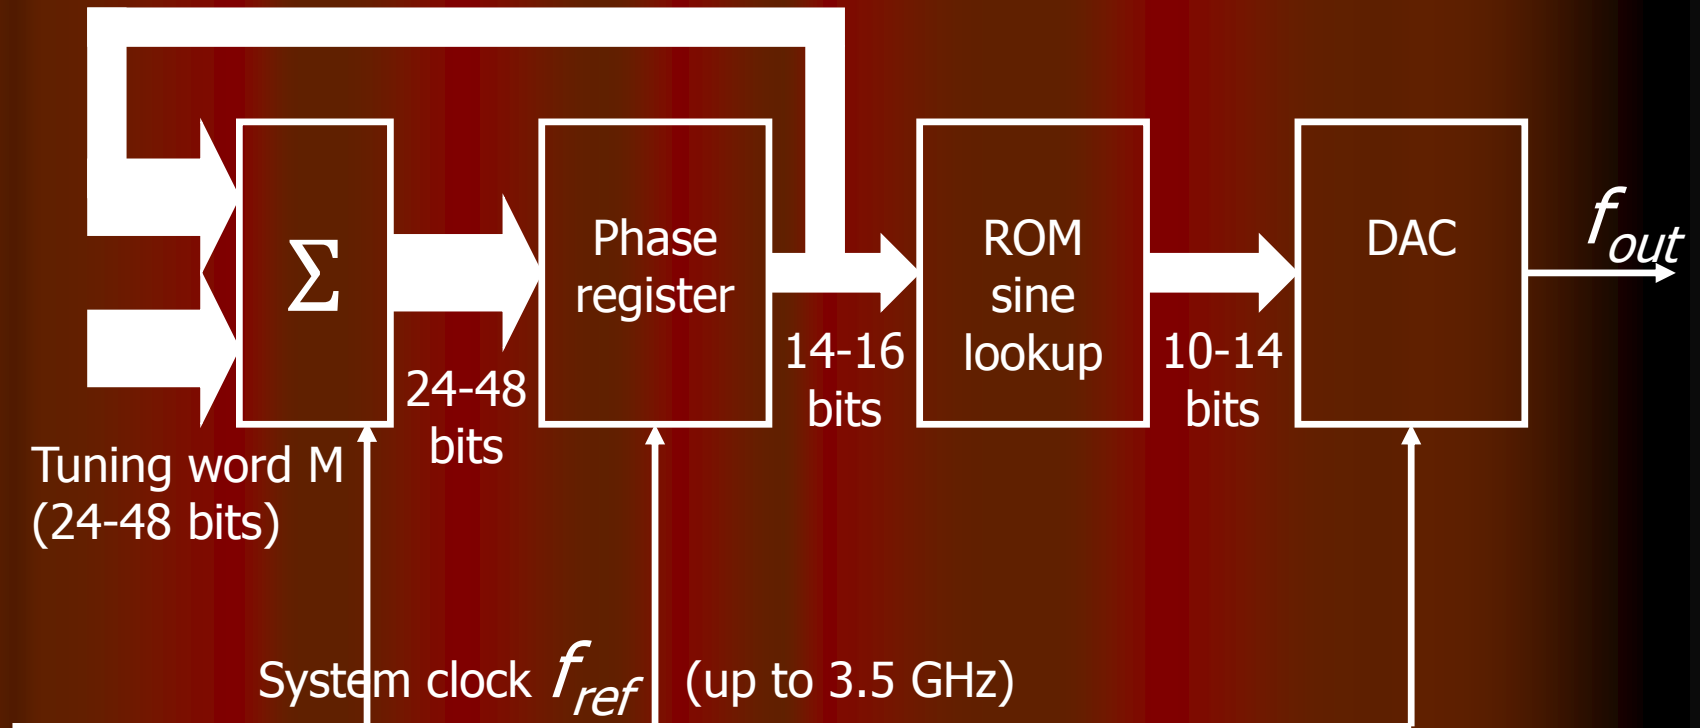 Σ
Phase
register
ROM
sine
lookup
DAC
f_out
14-16
bits
10-14
bits
24-48
bits
Tuning word M
(24-48 bits)
System clock f_ref (up to 3.5 GHz)